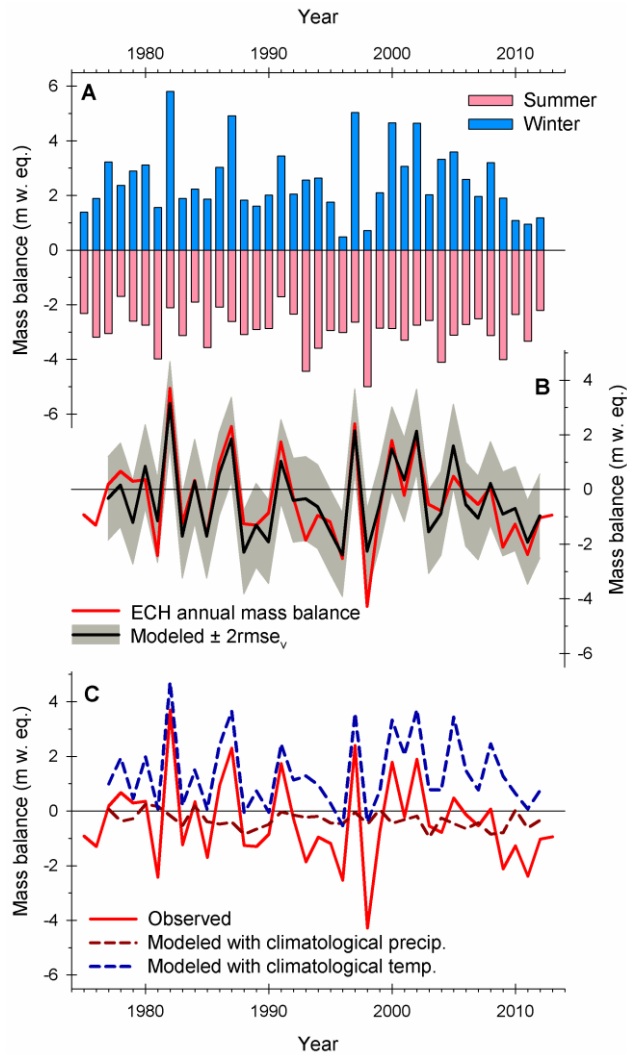 Year
1980 1990 2000 2010
A
Summer
Winter
Mass balance (m w. eq.)
6
4
2
0
-2
-4
-6
B
4
2
0
-2
-4
-6
Mass balance (m w. eq.)
ECH annual mass balance
Modeled ± 2rmseᵥ
C
Mass balance (m w. eq.)
4
2
0
-2
-4
-6
Observed
Modeled with climatological precip.
Modeled with climatological temp.
1980 1990 2000 2010
Year